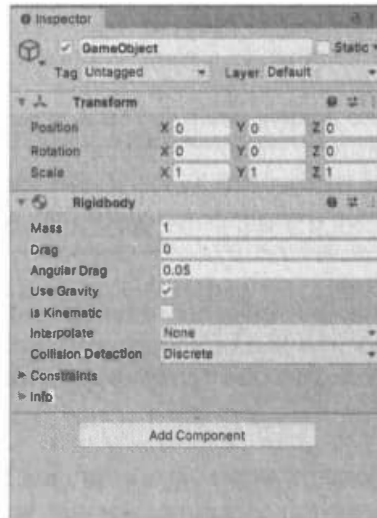 Inspector
GameObject Static
Tag Untagged Layer Default
Transform
Position X 0 Y 0 Z 0
Rotation X 0 Y 0 Z 0
Scale X 1 Y 1 Z 1
Rigidbody
Mass 1
Drag 0
Angular Drag 0.05
Use Gravity
Is Kinematic
Interpolate None
Collision Detection Discrete
Constraints
Info
Add Component